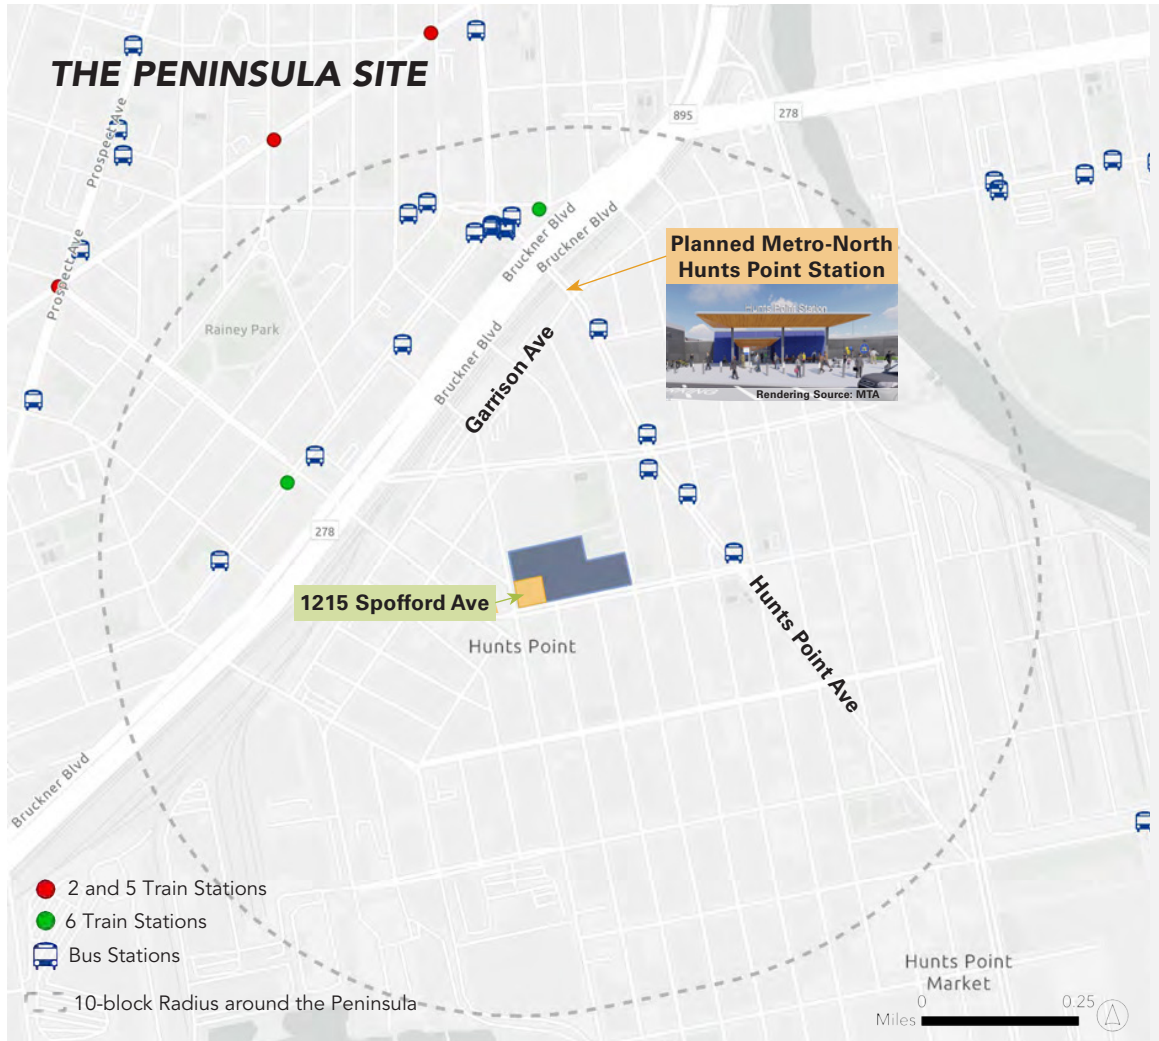 THE PENINSULA SITE
895
278
Prospect Ave
Prospect Ave
Bruckner Blvd
Bruckner Blvd
Planned Metro-North
Hunts Point Station
Hunts Point Station
Rendering Source: MTA
Rainey Park
Bruckner Blvd
Garrison Ave
278
1215 Spofford Ave
Hunts Point
Hunts Point Ave
Bruckner Blvd
2 and 5 Train Stations
6 Train Stations
Bus Stations
10-block Radius around the Peninsula
Hunts Point
Market
0
0.25
Miles